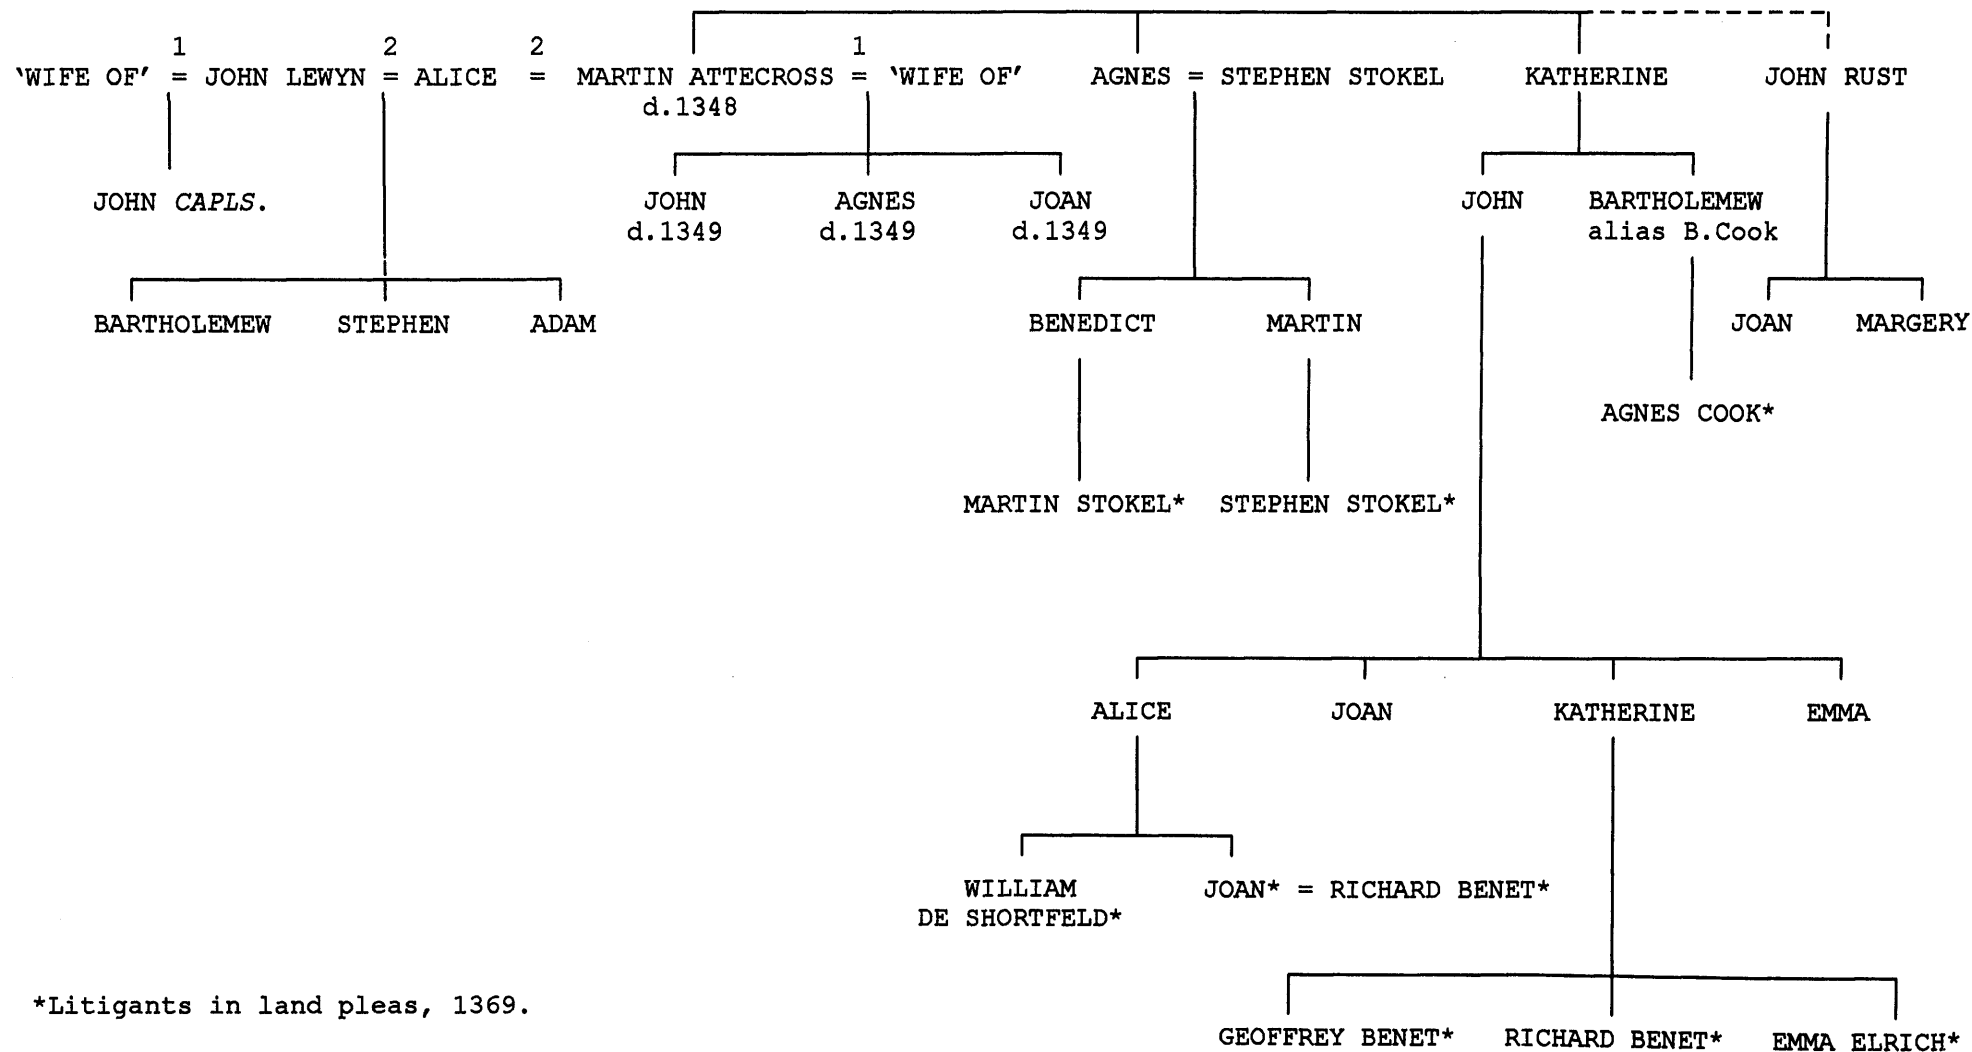 1 2 2 1
‘WIFE OF’ = JOHN LEWYN = ALICE = MARTIN ATTECROSS = ‘WIFE OF’ AGNES = STEPHEN STOKEL KATHERINE JOHN RUST
d.1348
JOHN CAPLS. JOHN AGNES JOAN JOHN BARTHOLEMEW
d.1349 d.1349 d.1349 alias B.Cook
BARTHOLEMEW STEPHEN ADAM BENEDICT MARTIN JOAN MARGERY
AGNES COOK*
MARTIN STOKEL* STEPHEN STOKEL*
ALICE JOAN KATHERINE EMMA
WILLIAM JOAN* = RICHARD BENET*
DE SHORTFELD*
*Litigants in land pleas, 1369.
GEOFFREY BENET* RICHARD BENET* EMMA ELRICH*